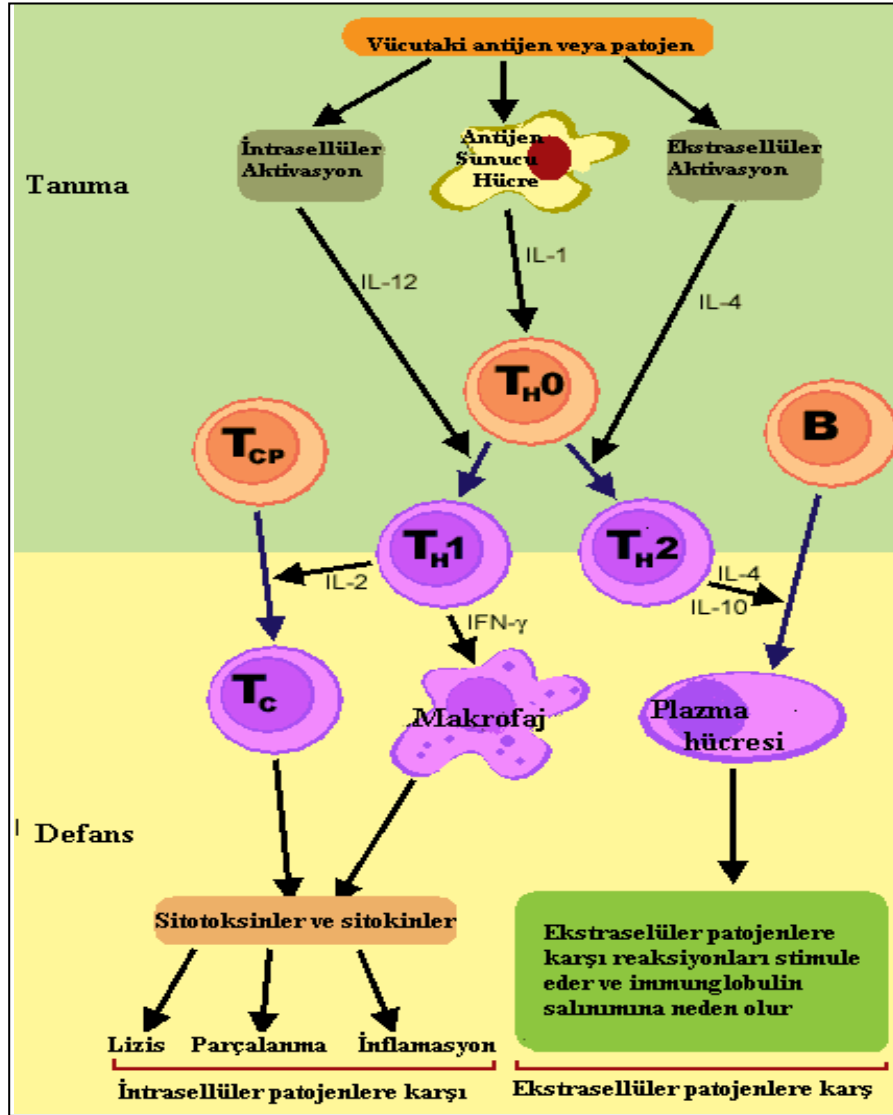 Vücutaki antijen veya patojen
İntrasellüler
Aktivasyon
Antijen
Sunucu
Hücre
Ekstrasellüler
Aktivasyon
Tanıma
IL-1
IL-12
IL-4
TH0
TCP
B
TH1
TH2
IL-2
IL-4
IL-10
IFN-γ
TC
Makrofaj
Plazma
hücresi
Defans
Sitotoksinler ve sitokinler
Ekstraselüler patojenlere
karşı reaksiyonları stimule
eder ve immunglobulin
salınımına neden olur
Lizis Parçalanma İnflamasyon
İntrasellüler patojenlere karşı
Ekstrasellüler patojenlere karş